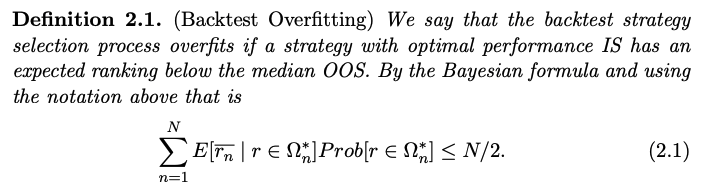 Definition 2.1. (Backtest Overfitting) We say that the backtest strategy
selection process overfits if a strategy with optimal performance IS has an
expected ranking below the median OOS. By the Bayesian formula and using
the notation above that is
$$\sum_{n=1}^{N} E[\overline{r_n} \mid r \in \Omega_n^*] Prob[r \in \Omega_n^*] \leq N/2. \quad (2.1)$$